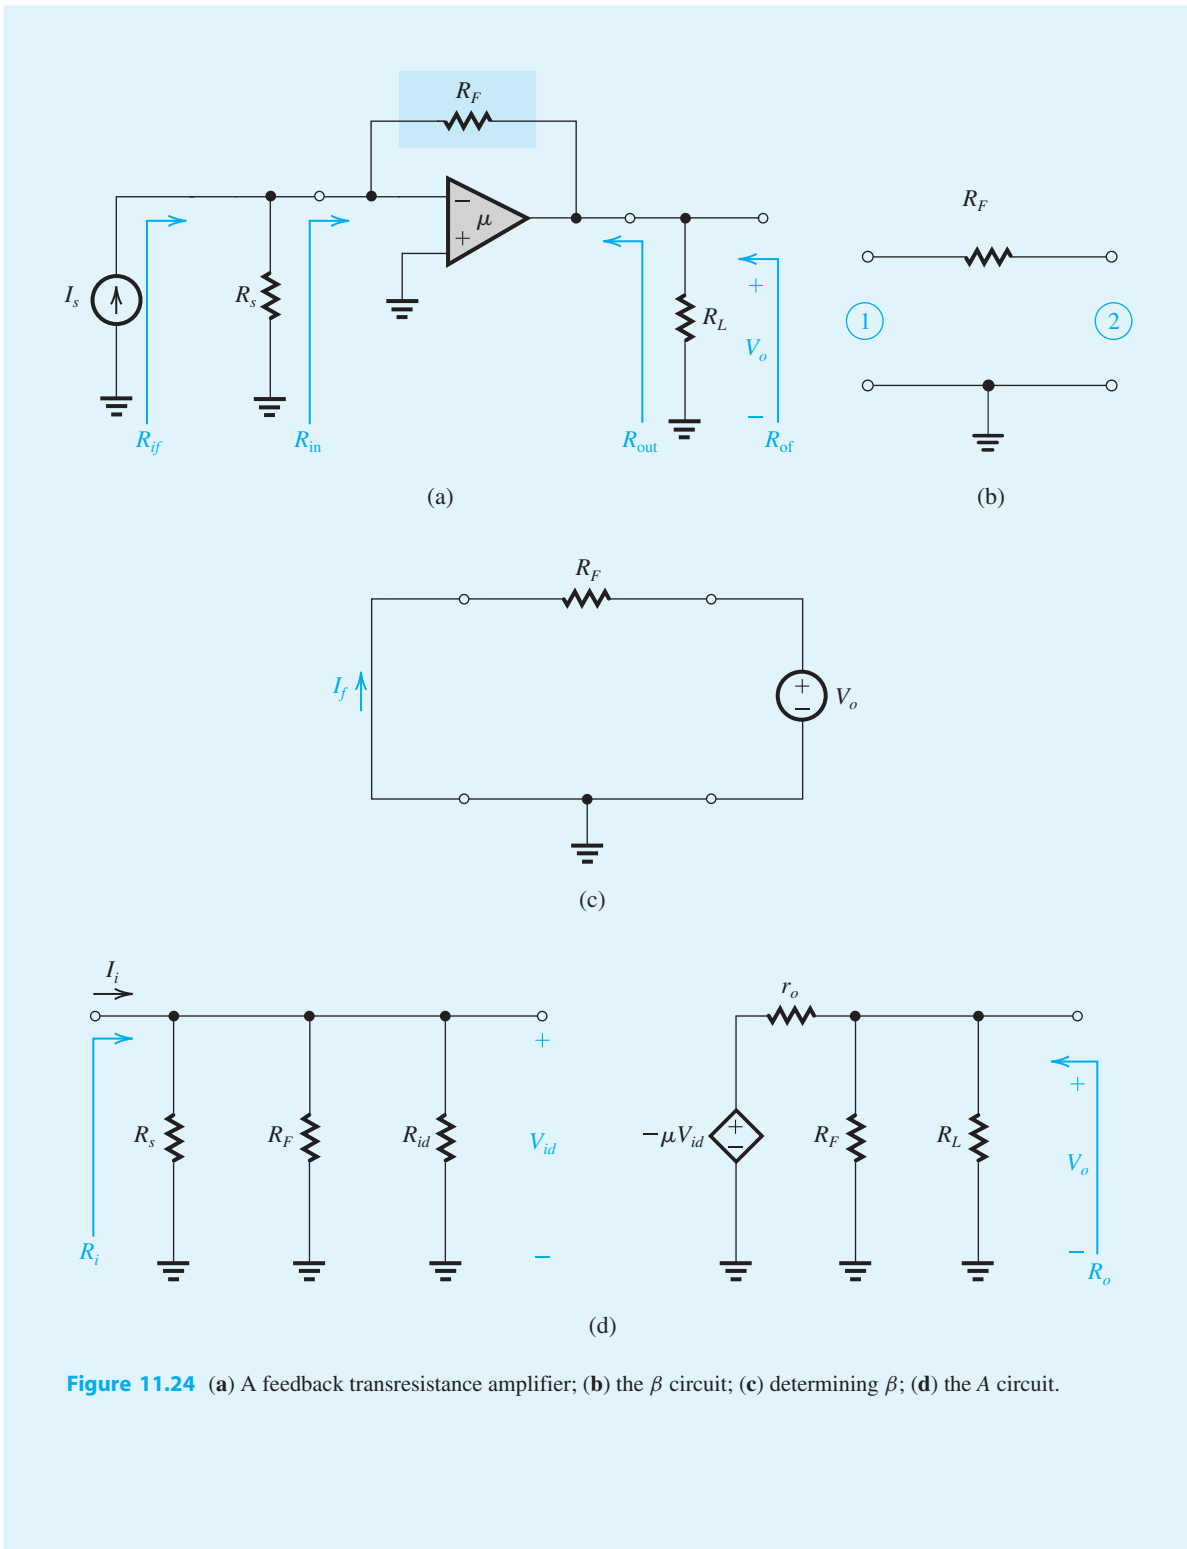 R_F
− μ +
I_s
R_s
R_L
+ V_o −
R_if
R_in
R_out
R_of
(a)
R_F
1
2
(b)
R_F
I_f
+ −
V_o
(c)
I_i
R_s
R_F
R_id
+ V_id −
R_i
r_o
−μV_id
+ −
R_F
R_L
+ V_o −
R_o
(d)
Figure 11.24 (a) A feedback transresistance amplifier; (b) the β circuit; (c) determining β; (d) the A circuit.